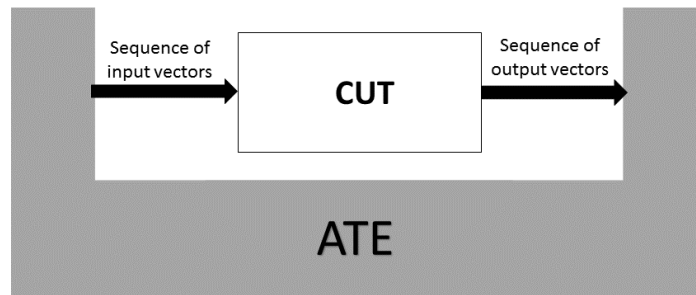 Sequence of
input vectors
CUT
Sequence of
output vectors
ATE